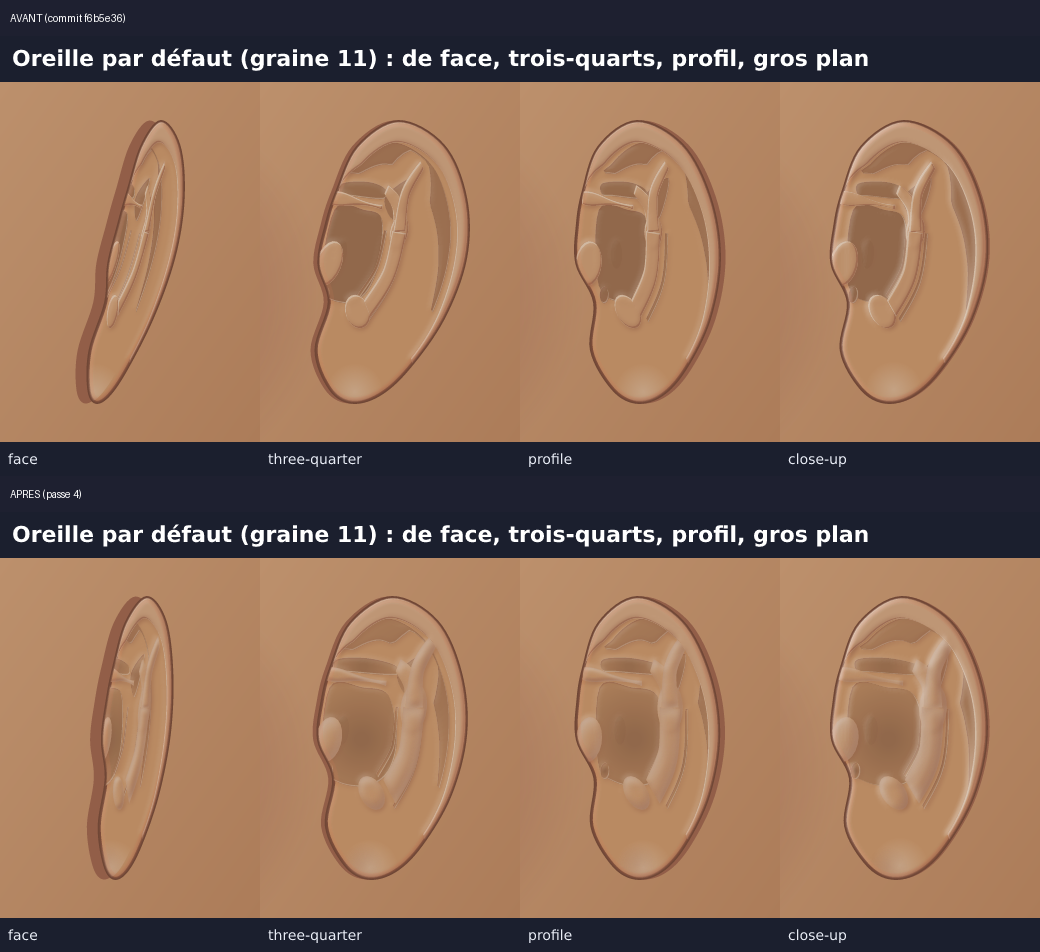 AVANT (commit f6b5e36)
Oreille par défaut (graine 11) : de face, trois-quarts, profil, gros plan
face three-quarter profile close-up
APRES (passe 4)
Oreille par défaut (graine 11) : de face, trois-quarts, profil, gros plan
face three-quarter profile close-up